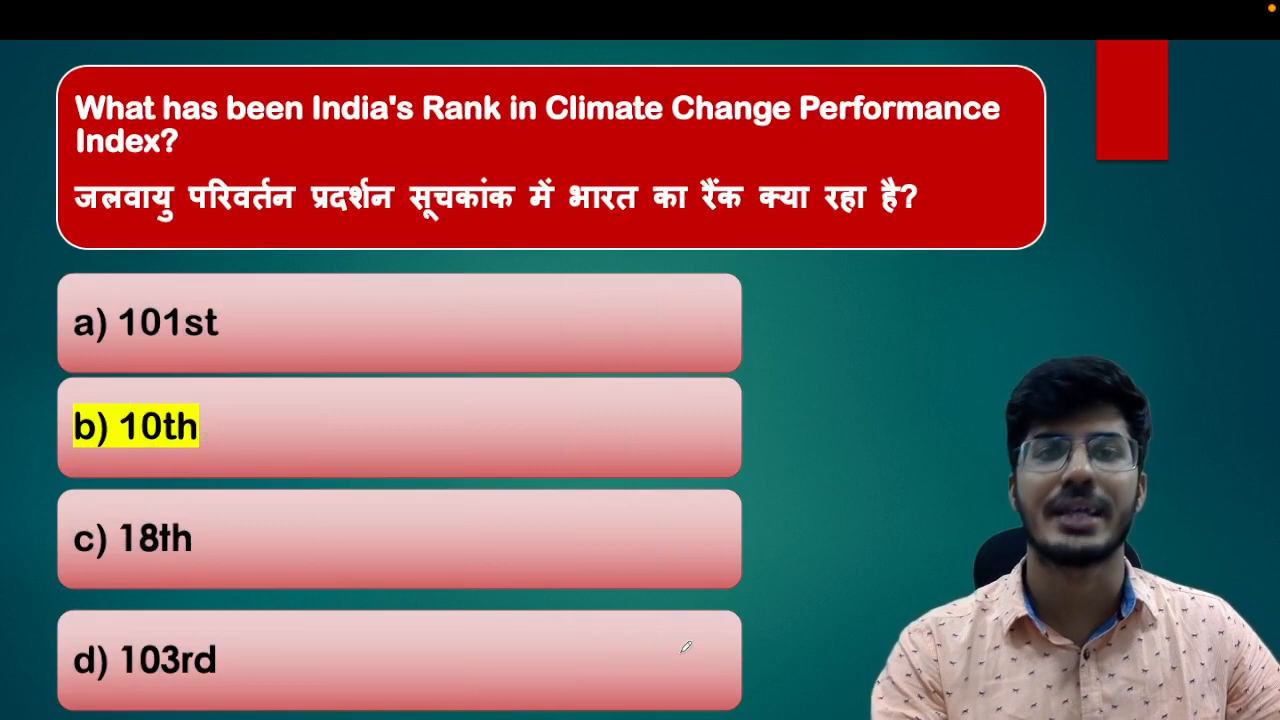 What has been India's Rank in Climate Change Performance
Index?
जलवायु परिवर्तन प्रदर्शन सूचकांक में भारत का रैंक क्या रहा है?
a) 101st
b) 10th
c) 18th
d) 103rd